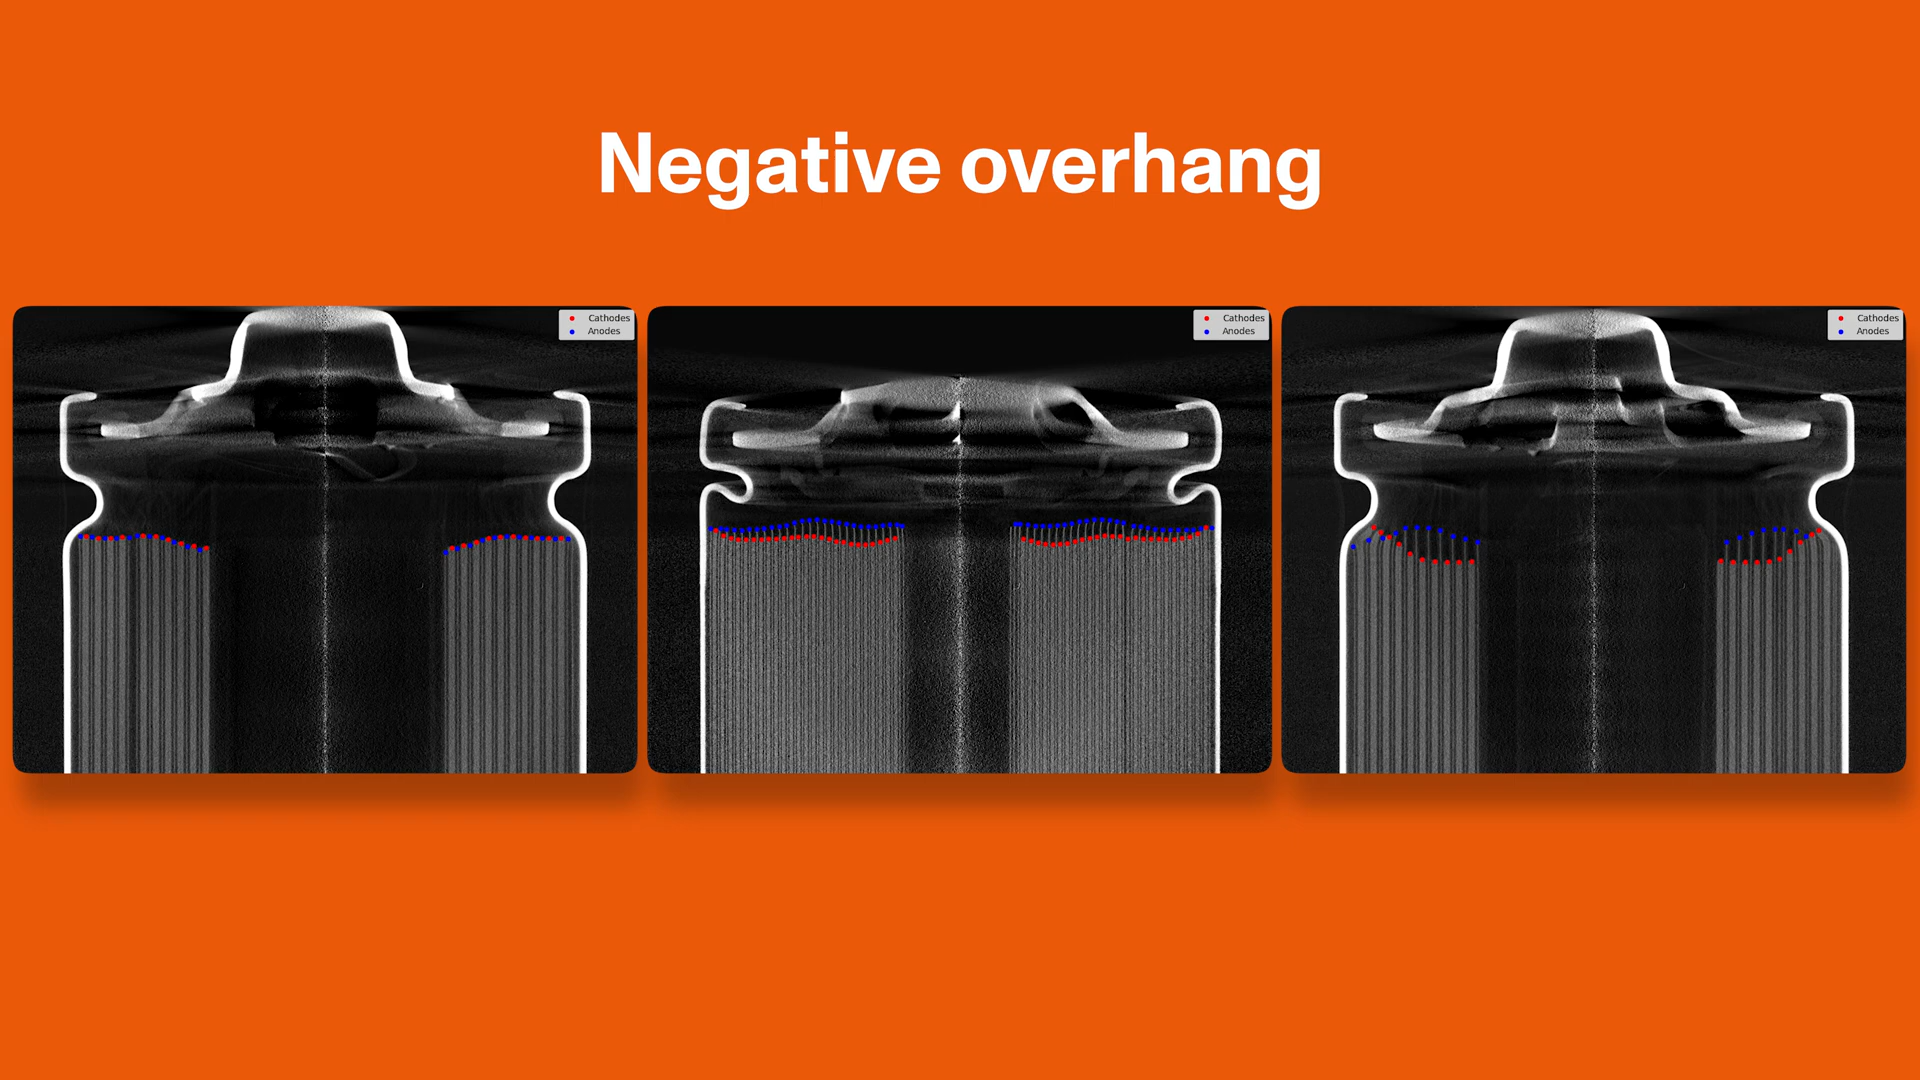 Negative overhang
Cathodes
Anodes
Cathodes
Anodes
Cathodes
Anodes